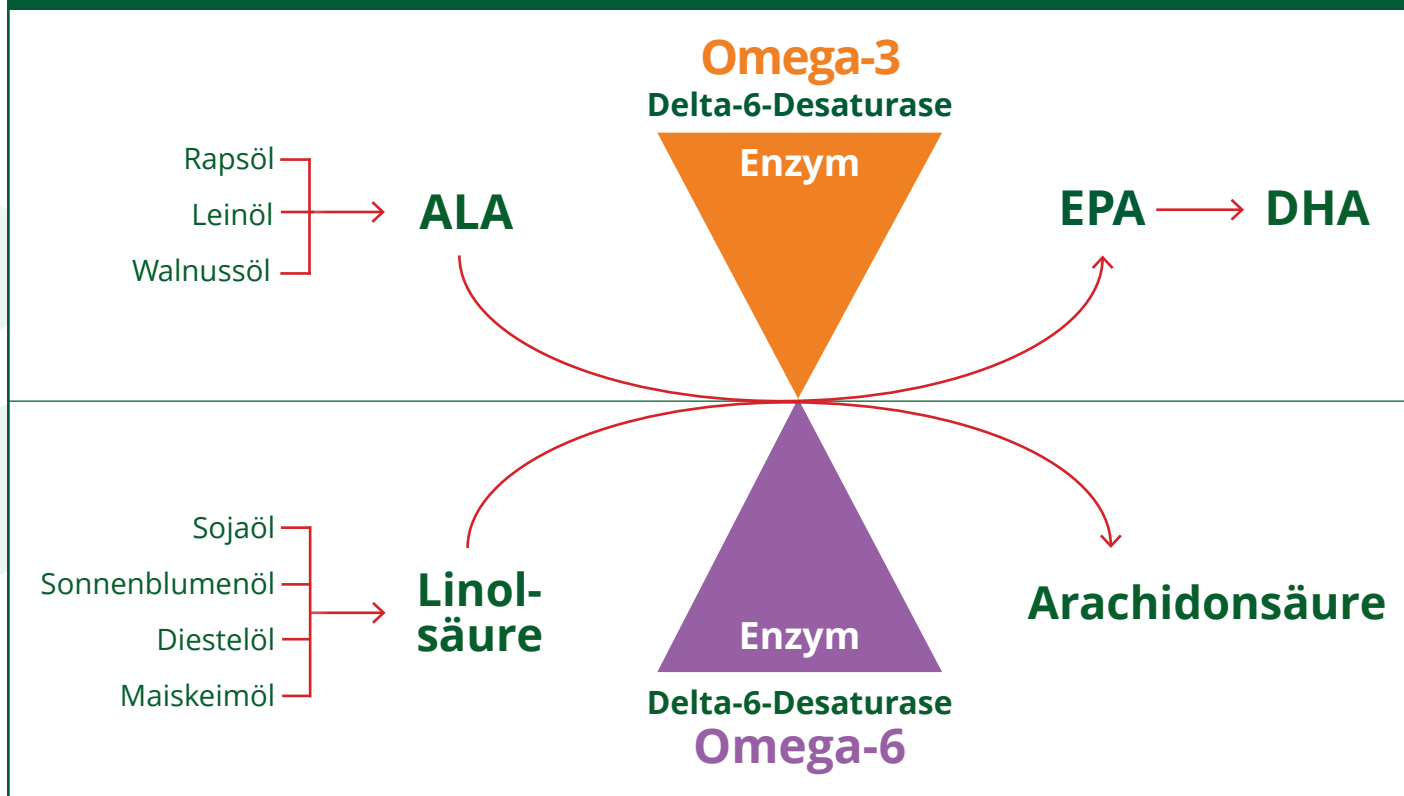 Omega-3
Delta-6-Desaturase
Enzym
Rapsöl
Leinöl
Walnussöl
ALA
EPA
DHA
Sojaöl
Sonnenblumenöl
Diestelöl
Maiskeimöl
Linol-
säure
Arachidonsäure
Enzym
Delta-6-Desaturase
Omega-6